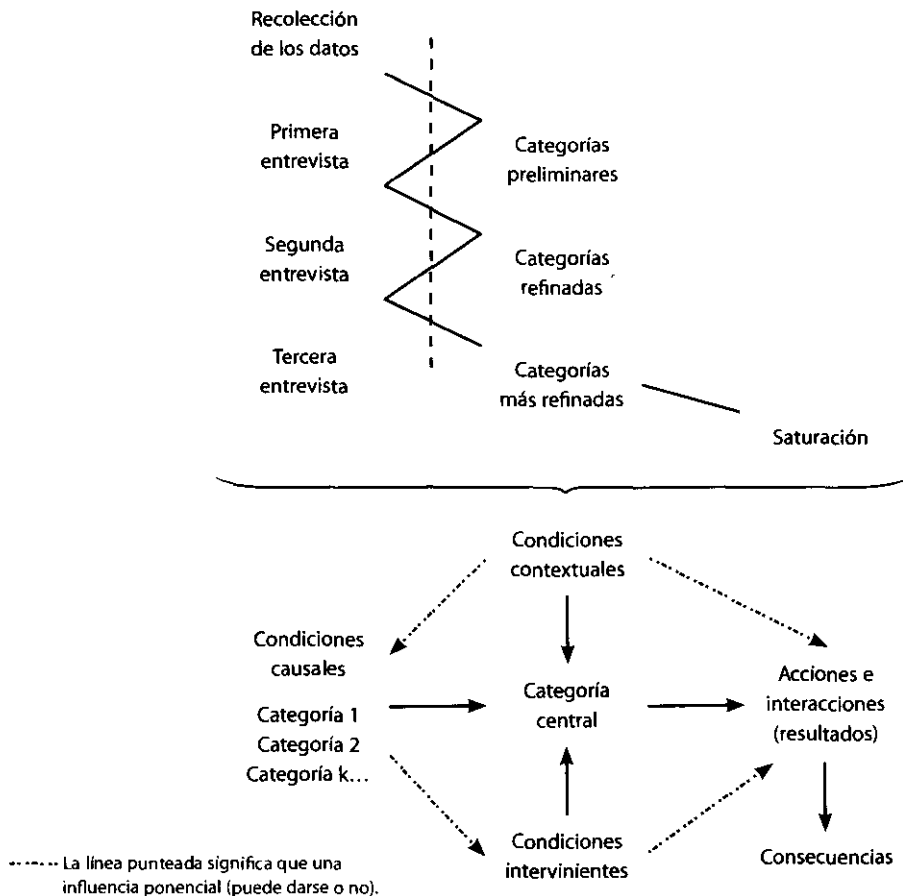 Recolección
de los datos
Primera
entrevista
Categorías
preliminares
Segunda
entrevista
Categorías
refinadas
Tercera
entrevista
Categorías
más refinadas
Saturación
Condiciones
contextuales
Condiciones
causales
Categoría 1
Categoría 2
Categoría k...
Categoría
central
Acciones e
interacciones
(resultados)
Condiciones
intervinientes
Consecuencias
La línea punteada significa que una
influencia ponencial (puede darse o no).